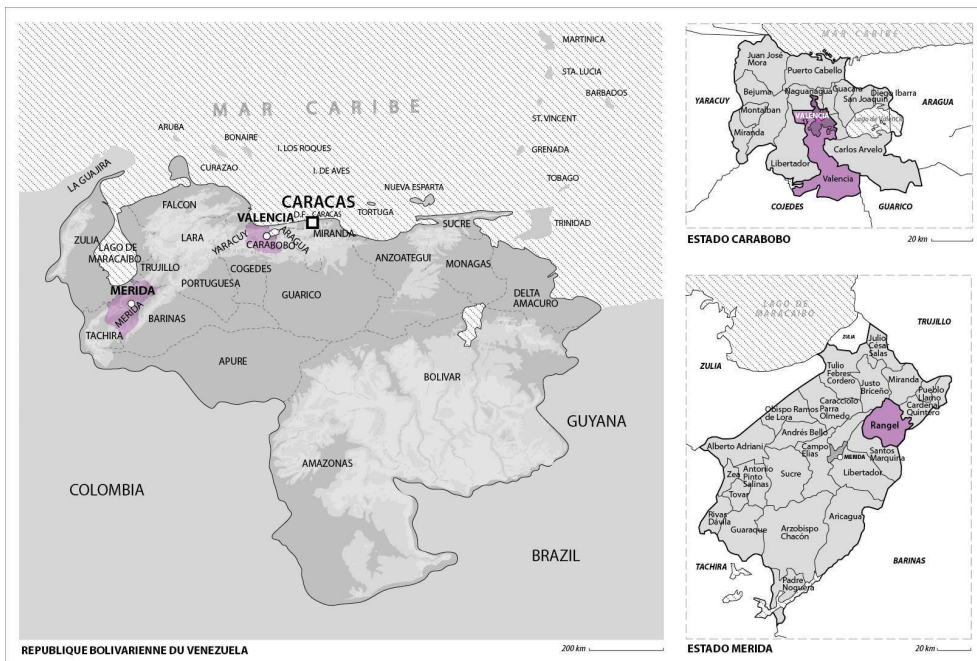 MARTINICA
STA. LUCIA
BARBADOS
ST. VINCENT
GRENADA
TOBAGO
TRINIDAD
MAR CARIBE
ARUBA
BONAIRE
CURAZAO
I. LOS ROQUES
I. DE AVES
NUEVA ESPARTA
TORTUGA
LA GUAJIRA
CARACAS
D.F. CARACAS
VALENCIA
FALCON
ZULIA
LAGO DE
MARACAIBO
LARA
YARACUY
CARABOBO
ARAGUA
MIRANDA
SUCRE
TRUJILLO
COGEDES
PORTUGUESA
GUARICO
ANZOATEGUI
MONAGAS
DELTA
AMACURO
MERIDA
MERIDA
BARINAS
TACHIRA
APURE
BOLIVAR
GUYANA
AMAZONAS
COLOMBIA
BRAZIL
REPUBLIQUE BOLIVARIENNE DU VENEZUELA
200 km
MAR CARIBE
Juan José
Mora
Puerto Cabello
YARACUY
Bejuma
Naguanagua
Guacara
San Joaquin
Diego Ibarra
ARAGUA
Montalban
VALENCIA
Lago de Valencia
Miranda
Carlos Arvelo
Libertador
Valencia
COJEDES
GUARICO
ESTADO CARABOBO
20 km
LAGO DE
MARACAIBO
TRUJILLO
ZULIA
Julio
César
Salas
ZULIA
Tulio
Febres
Cordero
Justo
Briceño
Miranda
Pueblo
Llamo
Cardenal
Quintero
Caracciolo
Parra
Olmedo
Obispo Ramos
de Lora
Rangel
Andrés Bello
Alberto Adriani
Campo
Elias
MERIDA
Santos
Marquina
Libertador
Zea
Antonio
Pinto
Salinas
Sucre
Tovar
Rivas
Dávila
Guaraque
Arzobispo
Chacón
Aricagua
TACHIRA
BARINAS
Padre
Noguera
ESTADO MERIDA
20 km